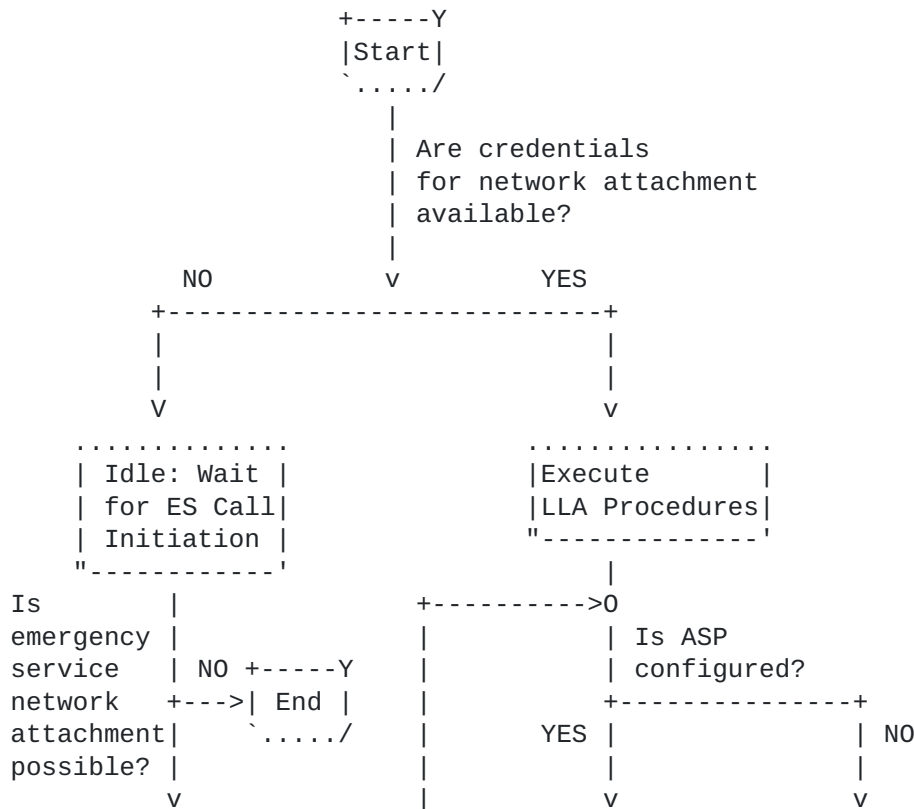 +-----Y
|Start|
`...../
|
| Are credentials
| for network attachment
| available?
|
NO v YES
+----------------------------+
| |
| |
V v
.............. ................
| Idle: Wait | |Execute |
| for ES Call| |LLA Procedures|
| Initiation | "--------------'
"------------' |
Is | +---------->O
emergency | | | Is ASP
service | NO +-----Y | | configured?
network +--->| End | | +---------------+
attachment| `...../ | YES | | NO
possible? | | | |
v | v v